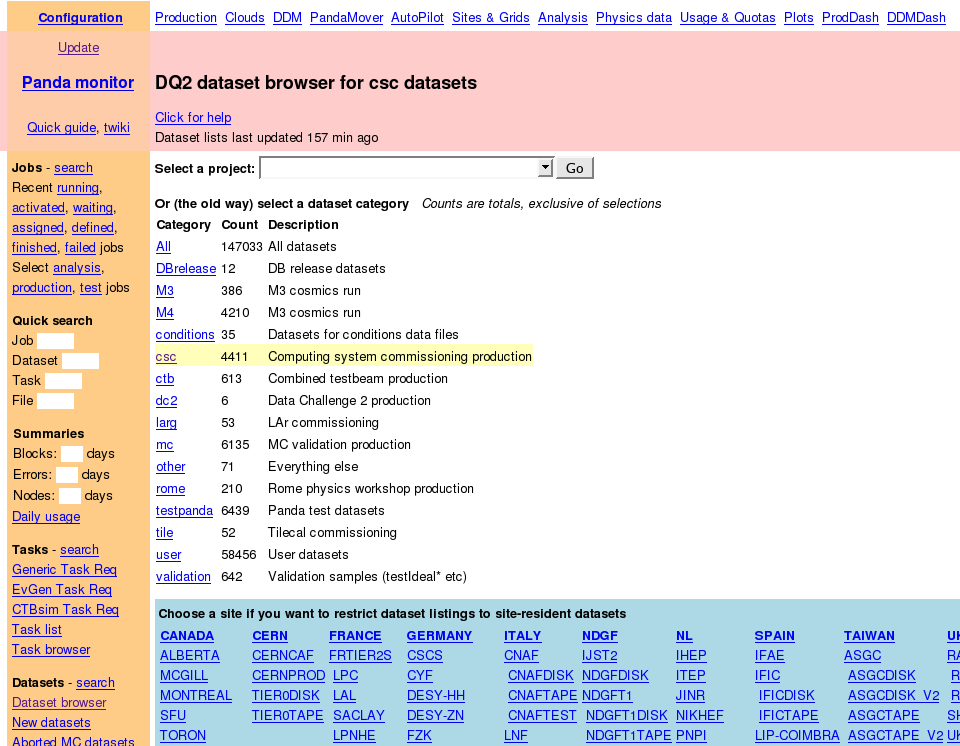 Configuration
Production Clouds DDM PandaMover AutoPilot Sites & Grids Analysis Physics data Usage & Quotas Plots ProdDash DDMDash
Update
Panda monitor
Quick guide, twiki
DQ2 dataset browser for csc datasets
Click for help
Dataset lists last updated 157 min ago
Jobs - search
Recent running,
activated, waiting,
assigned, defined,
finished, failed jobs
Select analysis,
production, test jobs
Quick search
Job
Dataset
Task
File
Summaries
Blocks: days
Errors: days
Nodes: days
Daily usage
Tasks - search
Generic Task Req
EvGen Task Req
CTBsim Task Req
Task list
Task browser
Datasets - search
Dataset browser
New datasets
Aborted MC datasets
Select a project: Go
Or (the old way) select a dataset category Counts are totals, exclusive of selections
Category Count Description
All 147033 All datasets
DBrelease 12 DB release datasets
M3 386 M3 cosmics run
M4 4210 M3 cosmics run
conditions 35 Datasets for conditions data files
csc 4411 Computing system commissioning production
ctb 613 Combined testbeam production
dc2 6 Data Challenge 2 production
larg 53 LAr commissioning
mc 6135 MC validation production
other 71 Everything else
rome 210 Rome physics workshop production
testpanda 6439 Panda test datasets
tile 52 Tilecal commissioning
user 58456 User datasets
validation 642 Validation samples (testIdeal* etc)
Choose a site if you want to restrict dataset listings to site-resident datasets
CANADA CERN FRANCE GERMANY ITALY NDGF NL SPAIN TAIWAN
ALBERTA CERNCAF FRTIER2S CSCS CNAF IJST2 IHEP IFAE ASGC
MCGILL CERNPROD LPC CYF CNAFDISK NDGFDISK ITEP IFIC ASGCDISK
MONTREAL TIER0DISK LAL DESY-HH CNAFTAPE NDGFT1 JINR IFICDISK ASGCDISK_V2
SFU TIER0TAPE SACLAY DESY-ZN CNAFTEST NDGFT1DISK NIKHEF IFICTAPE ASGCTAPE
TORON LPNHE FZK LNF NDGFT1TAPE PNPI LIP-COIMBRA ASGCTAPE_V2